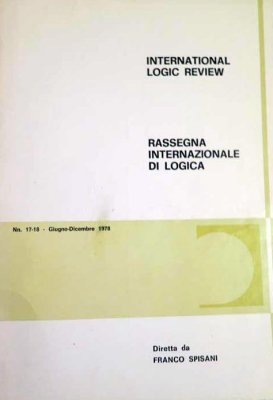 INTERNATIONAL
LOGIC REVIEW
RASSEGNA
INTERNAZIONALE
DI LOGICA
Nn. 17-18 - Giugno-Dicembre 1978
Diretta da
FRANCO SPISANI